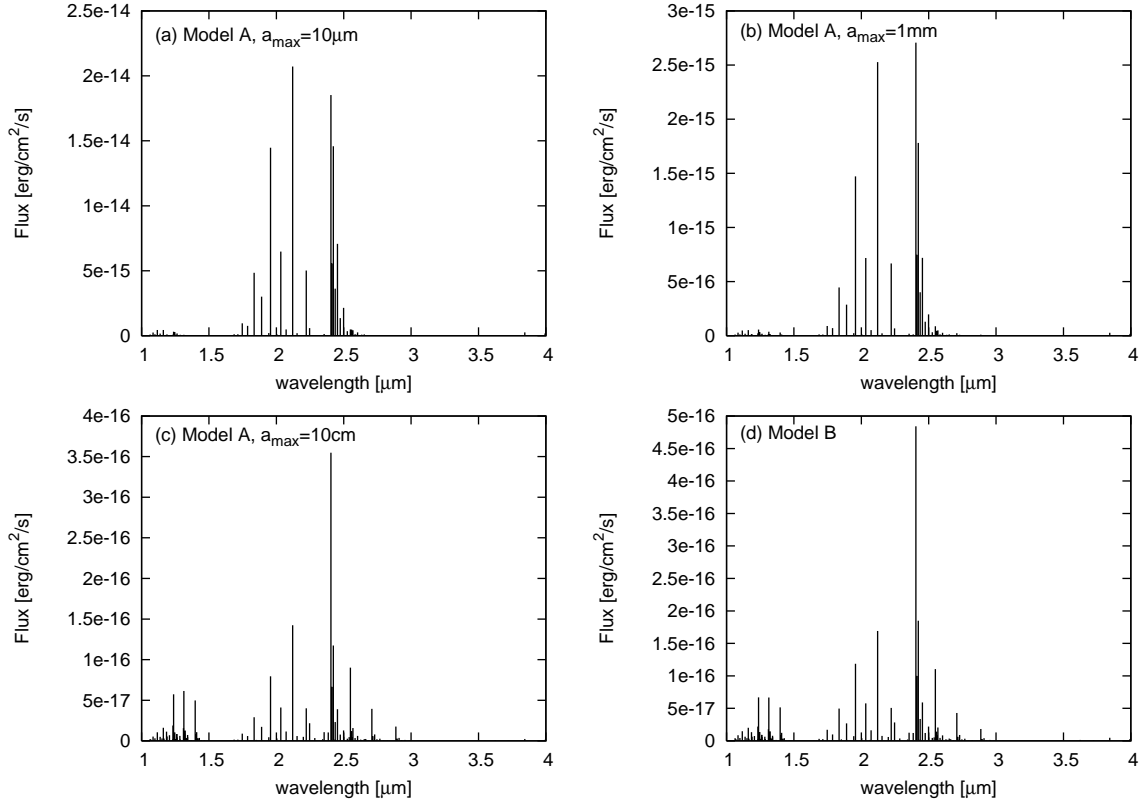 (a) Model A, a_max=10μm
Flux [erg/cm^2/s]
2.5e-14
2e-14
1.5e-14
1e-14
5e-15
0
1 1.5 2 2.5 3 3.5 4
wavelength [μm]
(b) Model A, a_max=1mm
Flux [erg/cm^2/s]
3e-15
2.5e-15
2e-15
1.5e-15
1e-15
5e-16
0
1 1.5 2 2.5 3 3.5 4
wavelength [μm]
(c) Model A, a_max=10cm
Flux [erg/cm^2/s]
4e-16
3.5e-16
3e-16
2.5e-16
2e-16
1.5e-16
1e-16
5e-17
0
1 1.5 2 2.5 3 3.5 4
wavelength [μm]
(d) Model B
Flux [erg/cm^2/s]
5e-16
4.5e-16
4e-16
3.5e-16
3e-16
2.5e-16
2e-16
1.5e-16
1e-16
5e-17
0
1 1.5 2 2.5 3 3.5 4
wavelength [μm]